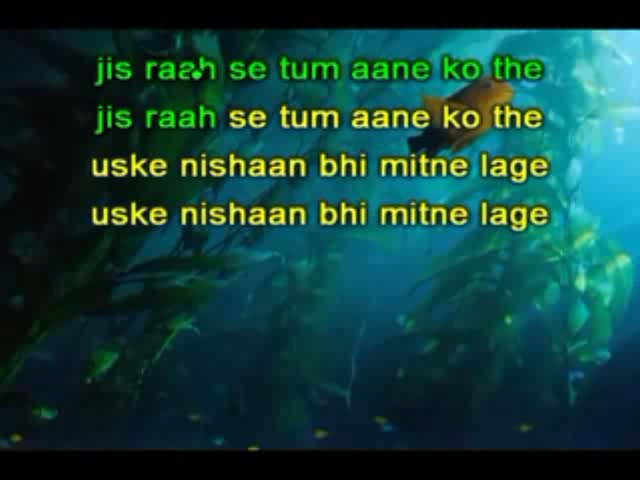 jis raah se tum aane ko the
jis raah se tum aane ko the
uske nishaan bhi mitne lage
uske nishaan bhi mitne lage